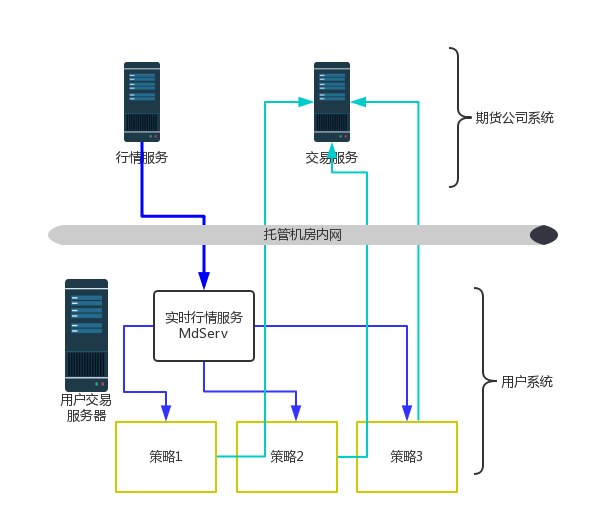 期货公司系统
行情服务
交易服务
托管机房内网
实时行情服务
MdServ
用户系统
用户交易
服务器
策略1
策略2
策略3